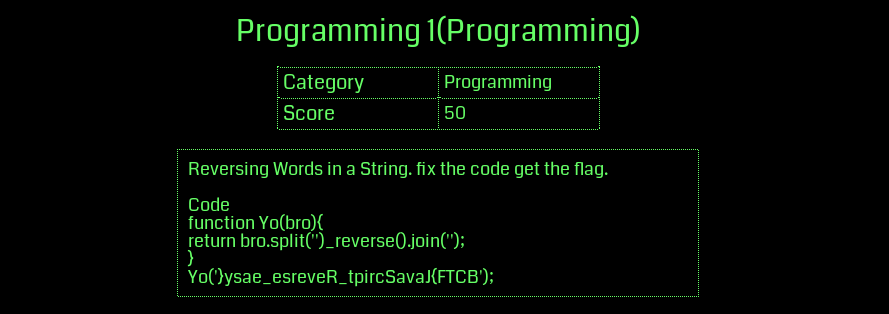 Programming 1(Programming)
Category Programming
Score 50
Reversing Words in a String. fix the code get the flag.
Code
function Yo(bro){
return bro.split('')_reverse().join('');
}
Yo('}ysae_esreveR_tpircSavaJ{FTCB');